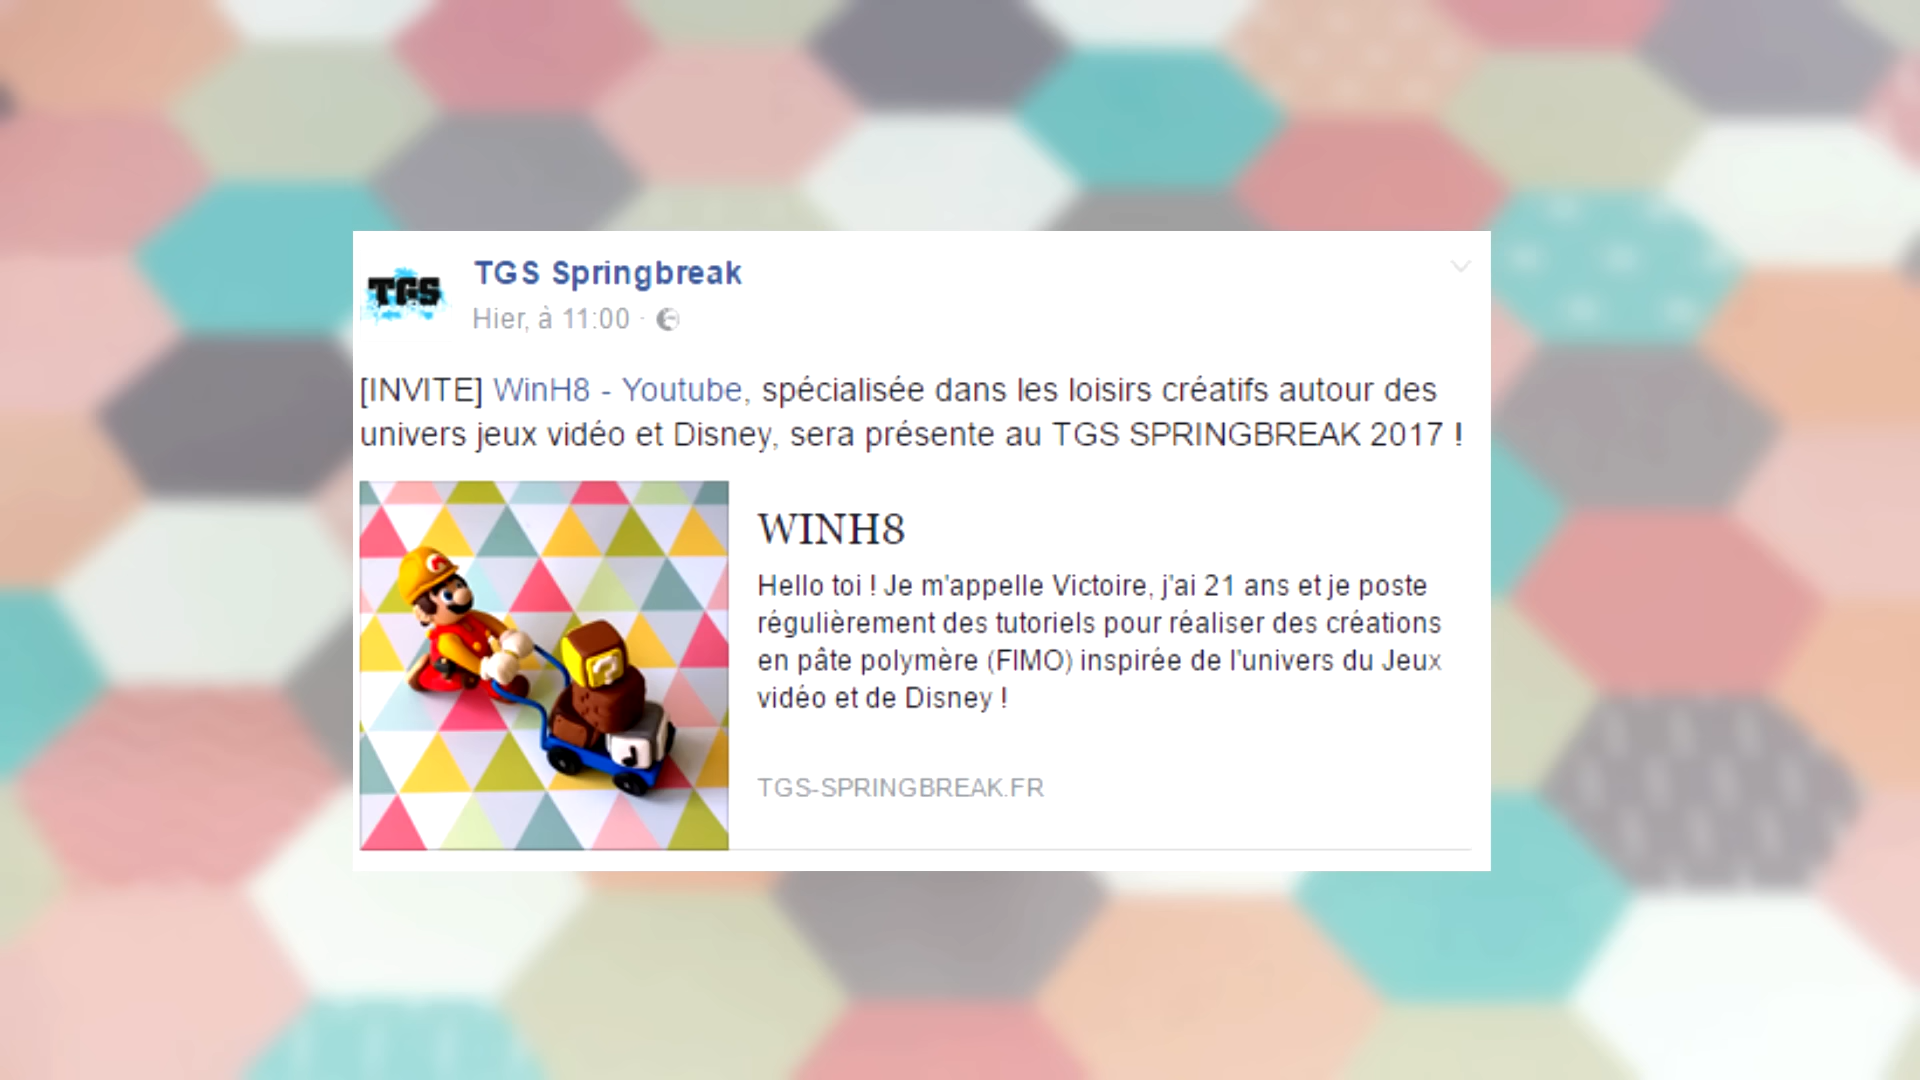 TGS
TGS Springbreak
Hier, à 11:00 ·
[INVITE] WinH8 - Youtube, spécialisée dans les loisirs créatifs autour des
univers jeux vidéo et Disney, sera présente au TGS SPRINGBREAK 2017 !
WINH8
Hello toi ! Je m'appelle Victoire, j'ai 21 ans et je poste
régulièrement des tutoriels pour réaliser des créations
en pâte polymère (FIMO) inspirée de l'univers du Jeux
vidéo et de Disney !
TGS-SPRINGBREAK.FR
M
?